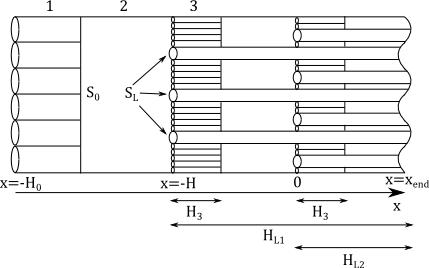 1 2 3
S0 SL
x=-H0 x=-H 0 x=xend
x
H3 H3
HL1
HL2